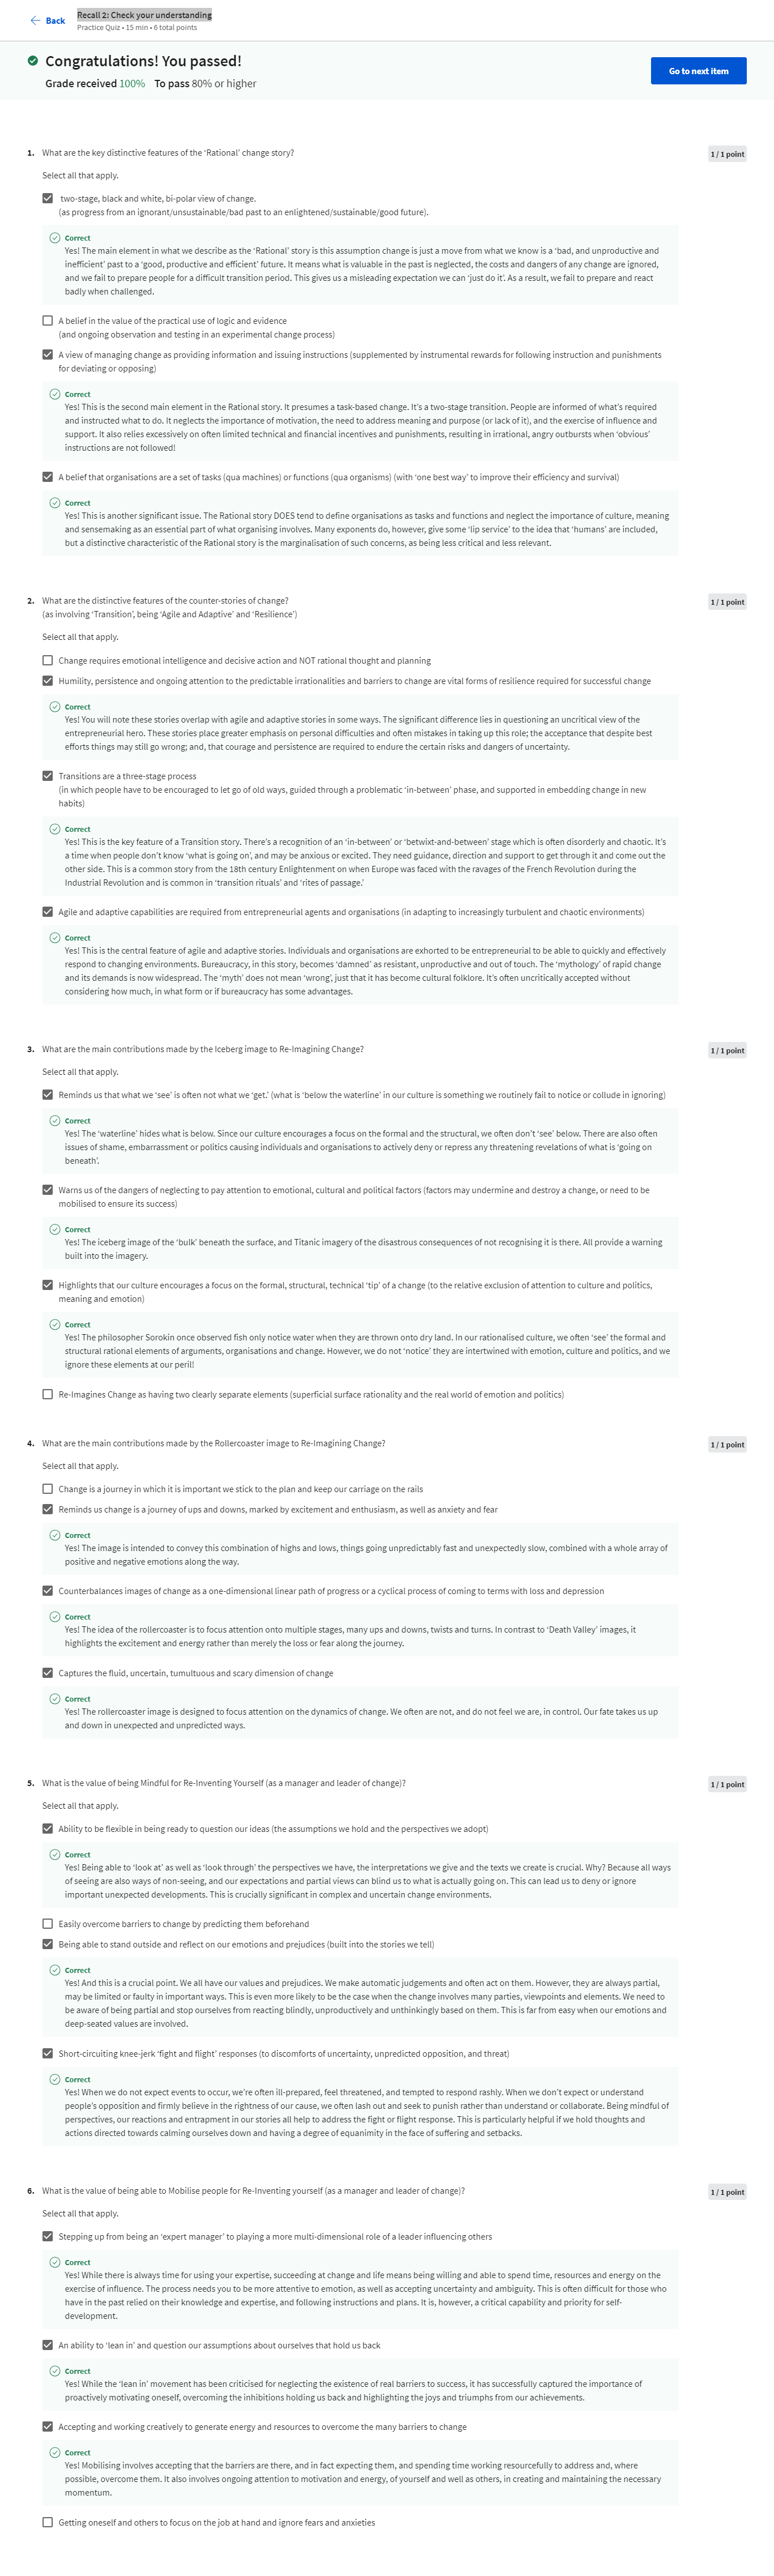 Back
Recall 2: Check your understanding
Practice Quiz • 15 min • 6 total points
Congratulations! You passed!
Grade received 100% To pass 80% or higher
Go to next item
1. What are the key distinctive features of the ‘Rational’ change story?
1 / 1 point
Select all that apply.
two-stage, black and white, bi-polar view of change.
(as progress from an ignorant/unsustainable/bad past to an enlightened/sustainable/good future).
Correct
Yes! The main element in what we describe as the ‘Rational’ story is this assumption change is just a move from what we know is a ‘bad, and unproductive and
inefficient’ past to a ‘good, productive and efficient’ future. It means what is valuable in the past is neglected, the costs and dangers of any change are ignored,
and we fail to prepare people for a difficult transition period. This gives us a misleading expectation we can ‘just do it’. As a result, we fail to prepare and react
badly when challenged.
A belief in the value of the practical use of logic and evidence
(and ongoing observation and testing in an experimental change process)
A view of managing change as providing information and issuing instructions (supplemented by instrumental rewards for following instruction and punishments
for deviating or opposing)
Correct
Yes! This is the second main element in the Rational story. It presumes a task-based change. It’s a two-stage transition. People are informed of what’s required
and instructed what to do. It neglects the importance of motivation, the need to address meaning and purpose (or lack of it), and the exercise of influence and
support. It also relies excessively on often limited technical and financial incentives and punishments, resulting in irrational, angry outbursts when ‘obvious’
instructions are not followed!
A belief that organisations are a set of tasks (qua machines) or functions (qua organisms) (with ‘one best way’ to improve their efficiency and survival)
Correct
Yes! This is another significant issue. The Rational story DOES tend to define organisations as tasks and functions and neglect the importance of culture, meaning
and sensemaking as an essential part of what organising involves. Many exponents do, however, give some ‘lip service’ to the idea that ‘humans’ are included,
but a distinctive characteristic of the Rational story is the marginalisation of such concerns, as being less critical and less relevant.
2. What are the distinctive features of the counter-stories of change?
1 / 1 point
(as involving ‘Transition’, being ‘Agile and Adaptive’ and ‘Resilience’)
Select all that apply.
Change requires emotional intelligence and decisive action and NOT rational thought and planning
Humility, persistence and ongoing attention to the predictable irrationalities and barriers to change are vital forms of resilience required for successful change
Correct
Yes! You will note these stories overlap with agile and adaptive stories in some ways. The significant difference lies in questioning an uncritical view of the
entrepreneurial hero. These stories place greater emphasis on personal difficulties and often mistakes in taking up this role; the acceptance that despite best
efforts things may still go wrong; and, that courage and persistence are required to endure the certain risks and dangers of uncertainty.
Transitions are a three-stage process
(in which people have to be encouraged to let go of old ways, guided through a problematic ‘in-between’ phase, and supported in embedding change in new
habits)
Correct
Yes! This is the key feature of a Transition story. There’s a recognition of an ‘in-between’ or ‘betwixt-and-between’ stage which is often disorderly and chaotic. It’s
a time when people don’t know ‘what is going on’, and may be anxious or excited. They need guidance, direction and support to get through it and come out the
other side. This is a common story from the 18th century Enlightenment on when Europe was faced with the ravages of the French Revolution during the
Industrial Revolution and is common in ‘transition rituals’ and ‘rites of passage.’
Agile and adaptive capabilities are required from entrepreneurial agents and organisations (in adapting to increasingly turbulent and chaotic environments)
Correct
Yes! This is the central feature of agile and adaptive stories. Individuals and organisations are exhorted to be entrepreneurial to be able to quickly and effectively
respond to changing environments. Bureaucracy, in this story, becomes ‘damned’ as resistant, unproductive and out of touch. The ‘mythology’ of rapid change
and its demands is now widespread. The ‘myth’ does not mean ‘wrong’, just that it has become cultural folklore. It’s often uncritically accepted without
considering how much, in what form or if bureaucracy has some advantages.
3. What are the main contributions made by the Iceberg image to Re-Imagining Change?
1 / 1 point
Select all that apply.
Reminds us that what we ‘see’ is often not what we ‘get.’ (what is ‘below the waterline’ in our culture is something we routinely fail to notice or collude in ignoring)
Correct
Yes! The ‘waterline’ hides what is below. Since our culture encourages a focus on the formal and the structural, we often don’t ‘see’ below. There are also often
issues of shame, embarrassment or politics causing individuals and organisations to actively deny or repress any threatening revelations of what is ‘going on
beneath’.
Warns us of the dangers of neglecting to pay attention to emotional, cultural and political factors (factors may undermine and destroy a change, or need to be
mobilised to ensure its success)
Correct
Yes! The iceberg image of the ‘bulk’ beneath the surface, and Titanic imagery of the disastrous consequences of not recognising it is there. All provide a warning
built into the imagery.
Highlights that our culture encourages a focus on the formal, structural, technical ‘tip’ of a change (to the relative exclusion of attention to culture and politics,
meaning and emotion)
Correct
Yes! The philosopher Sorokin once observed fish only notice water when they are thrown onto dry land. In our rationalised culture, we often ‘see’ the formal and
structural rational elements of arguments, organisations and change. However, we do not ‘notice’ they are intertwined with emotion, culture and politics, and we
ignore these elements at our peril!
Re-Imagines Change as having two clearly separate elements (superficial surface rationality and the real world of emotion and politics)
4. What are the main contributions made by the Rollercoaster image to Re-Imagining Change?
1 / 1 point
Select all that apply.
Change is a journey in which it is important we stick to the plan and keep our carriage on the rails
Reminds us change is a journey of ups and downs, marked by excitement and enthusiasm, as well as anxiety and fear
Correct
Yes! The image is intended to convey this combination of highs and lows, things going unpredictably fast and unexpectedly slow, combined with a whole array of
positive and negative emotions along the way.
Counterbalances images of change as a one-dimensional linear path of progress or a cyclical process of coming to terms with loss and depression
Correct
Yes! The idea of the rollercoaster is to focus attention onto multiple stages, many ups and downs, twists and turns. In contrast to ‘Death Valley’ images, it
highlights the excitement and energy rather than merely the loss or fear along the journey.
Captures the fluid, uncertain, tumultuous and scary dimension of change
Correct
Yes! The rollercoaster image is designed to focus attention on the dynamics of change. We often are not, and do not feel we are, in control. Our fate takes us up
and down in unexpected and unpredicted ways.
5. What is the value of being Mindful for Re-Inventing Yourself (as a manager and leader of change)?
1 / 1 point
Select all that apply.
Ability to be flexible in being ready to question our ideas (the assumptions we hold and the perspectives we adopt)
Correct
Yes! Being able to ‘look at’ as well as ‘look through’ the perspectives we have, the interpretations we give and the texts we create is crucial. Why? Because all ways
of seeing are also ways of non-seeing, and our expectations and partial views can blind us to what is actually going on. This can lead us to deny or ignore
important unexpected developments. This is crucially significant in complex and uncertain change environments.
Easily overcome barriers to change by predicting them beforehand
Being able to stand outside and reflect on our emotions and prejudices (built into the stories we tell)
Correct
Yes! And this is a crucial point. We all have our values and prejudices. We make automatic judgements and often act on them. However, they are always partial,
may be limited or faulty in important ways. This is even more likely to be the case when the change involves many parties, viewpoints and elements. We need to
be aware of being partial and stop ourselves from reacting blindly, unproductively and unthinkingly based on them. This is far from easy when our emotions and
deep-seated values are involved.
Short-circuiting knee-jerk ‘fight and flight’ responses (to discomforts of uncertainty, unpredicted opposition, and threat)
Correct
Yes! When we do not expect events to occur, we’re often ill-prepared, feel threatened, and tempted to respond rashly. When we don’t expect or understand
people’s opposition and firmly believe in the rightness of our cause, we often lash out and seek to punish rather than understand or collaborate. Being mindful of
perspectives, our reactions and entrapment in our stories all help to address the fight or flight response. This is particularly helpful if we hold thoughts and
actions directed towards calming ourselves down and having a degree of equanimity in the face of suffering and setbacks.
6. What is the value of being able to Mobilise people for Re-Inventing yourself (as a manager and leader of change)?
1 / 1 point
Select all that apply.
Stepping up from being an ‘expert manager’ to playing a more multi-dimensional role of a leader influencing others
Correct
Yes! While there is always time for using your expertise, succeeding at change and life means being willing and able to spend time, resources and energy on the
exercise of influence. The process needs you to be more attentive to emotion, as well as accepting uncertainty and ambiguity. This is often difficult for those who
have in the past relied on their knowledge and expertise, and following instructions and plans. It is, however, a critical capability and priority for self-
development.
An ability to ‘lean in’ and question our assumptions about ourselves that hold us back
Correct
Yes! While the ‘lean in’ movement has been criticised for neglecting the existence of real barriers to success, it has successfully captured the importance of
proactively motivating oneself, overcoming the inhibitions holding us back and highlighting the joys and triumphs from our achievements.
Accepting and working creatively to generate energy and resources to overcome the many barriers to change
Correct
Yes! Mobilising involves accepting that the barriers are there, and in fact expecting them, and spending time working resourcefully to address and, where
possible, overcome them. It also involves ongoing attention to motivation and energy, of yourself and well as others, in creating and maintaining the necessary
momentum.
Getting oneself and others to focus on the job at hand and ignore fears and anxieties